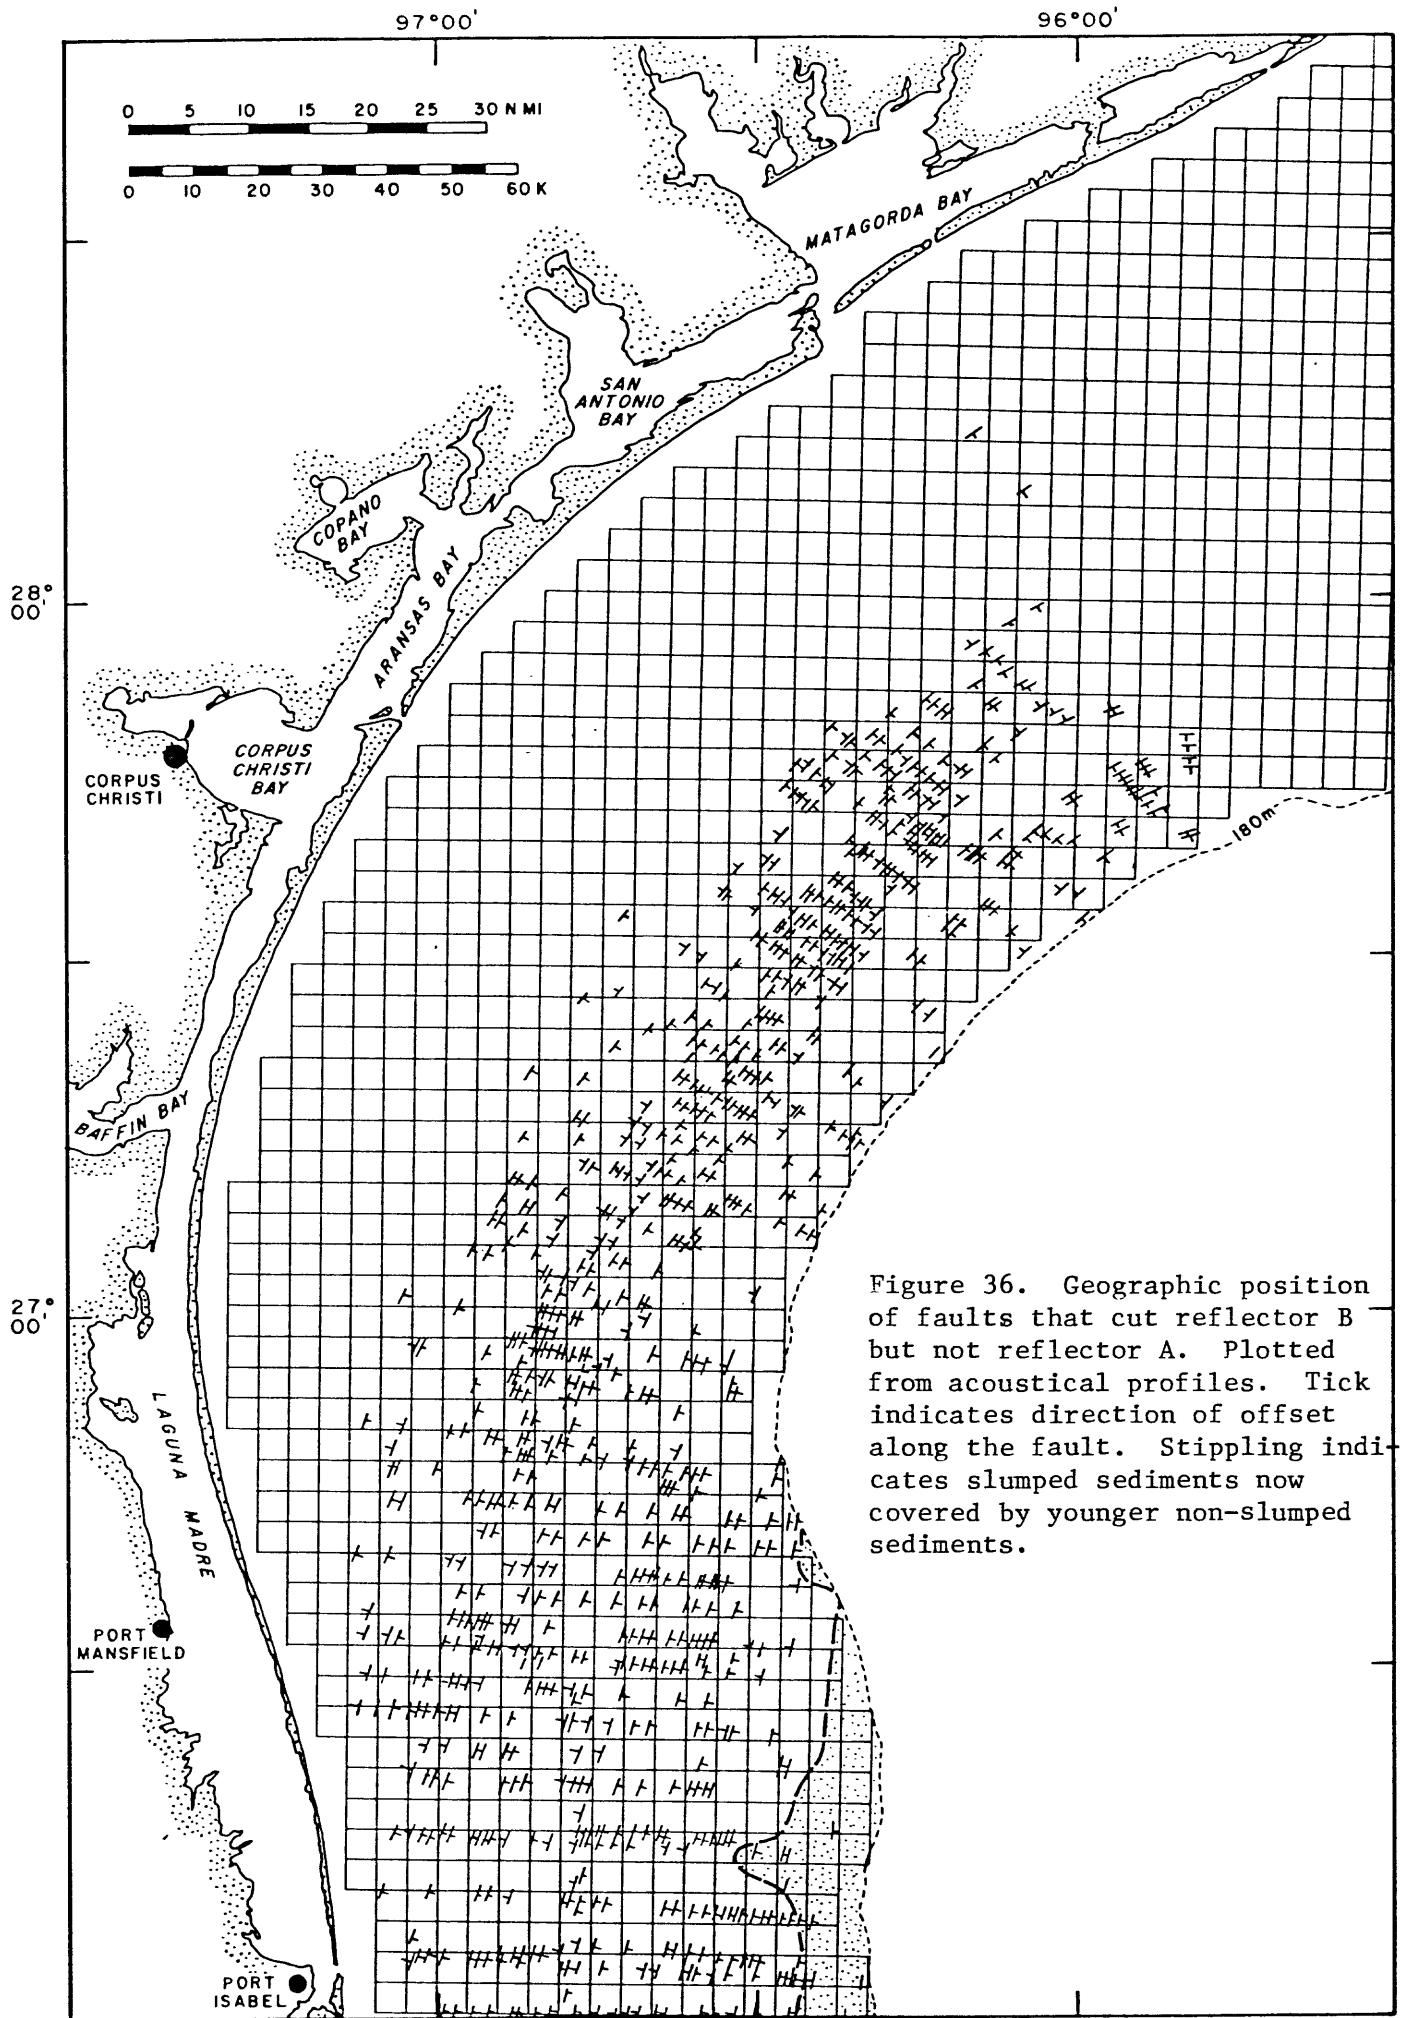 97°00'
96°00'
0 5 10 15 20 25 30 N MI
0 10 20 30 40 50 60 K
MATAGORDA BAY
SAN
ANTONIO
BAY
COPANO
BAY
ARANSAS BAY
28°
00'
CORPUS
CHRISTI
CORPUS
CHRISTI
BAY
180m
BAFFIN BAY
27°
00'
Figure 36. Geographic position
of faults that cut reflector B
but not reflector A. Plotted
from acoustical profiles. Tick
indicates direction of offset
along the fault. Stippling indi-
cates slumped sediments now
covered by younger non-slumped
sediments.
LAGUNA MADRE
PORT
MANSFIELD
PORT
ISABEL